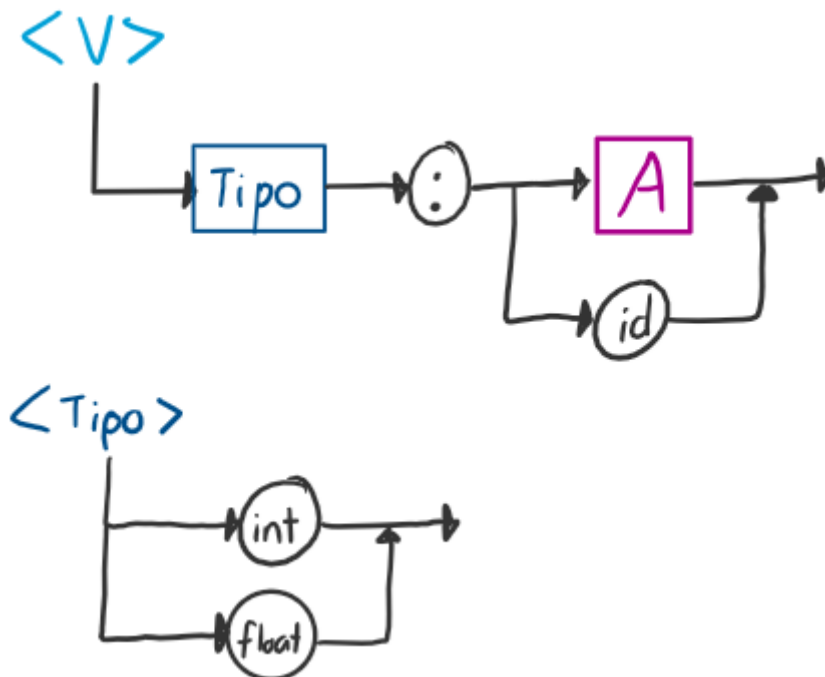 <V>
Tipo : A
id
<Tipo>
int
float